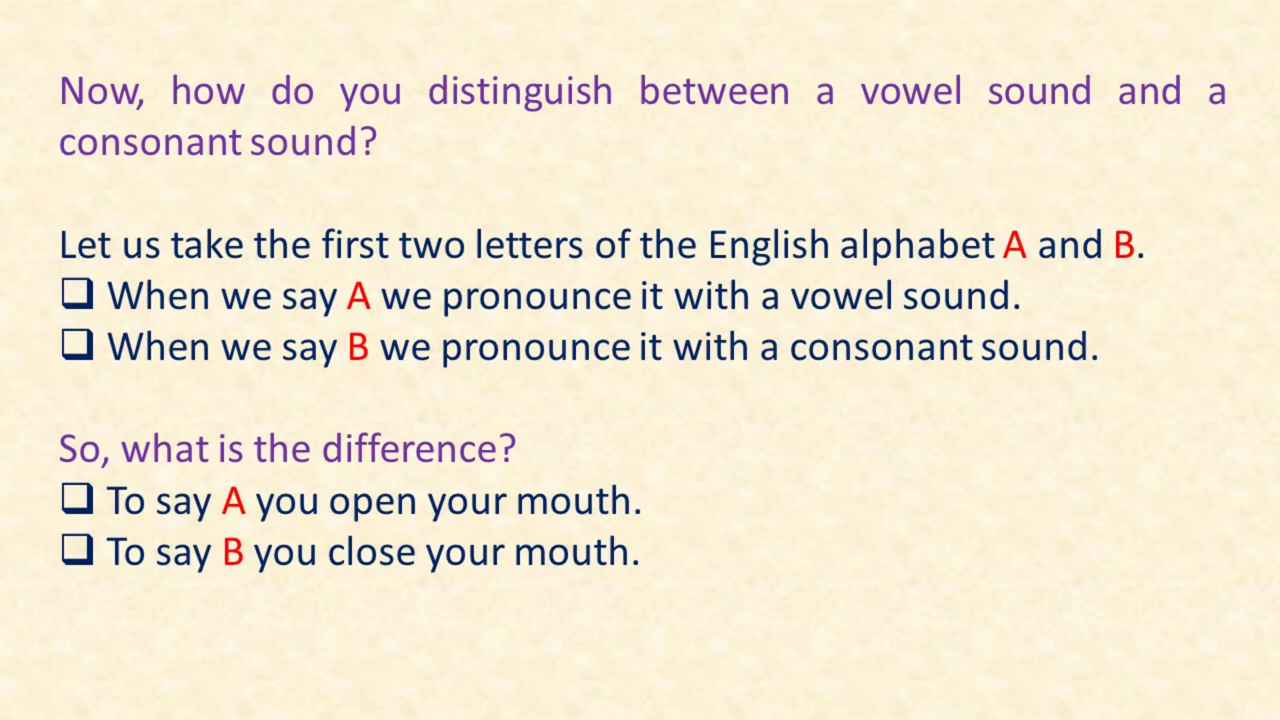 Now, how do you distinguish between a vowel sound and a
consonant sound?
Let us take the first two letters of the English alphabet A and B.
❑ When we say A we pronounce it with a vowel sound.
❑ When we say B we pronounce it with a consonant sound.
So, what is the difference?
❑ To say A you open your mouth.
❑ To say B you close your mouth.